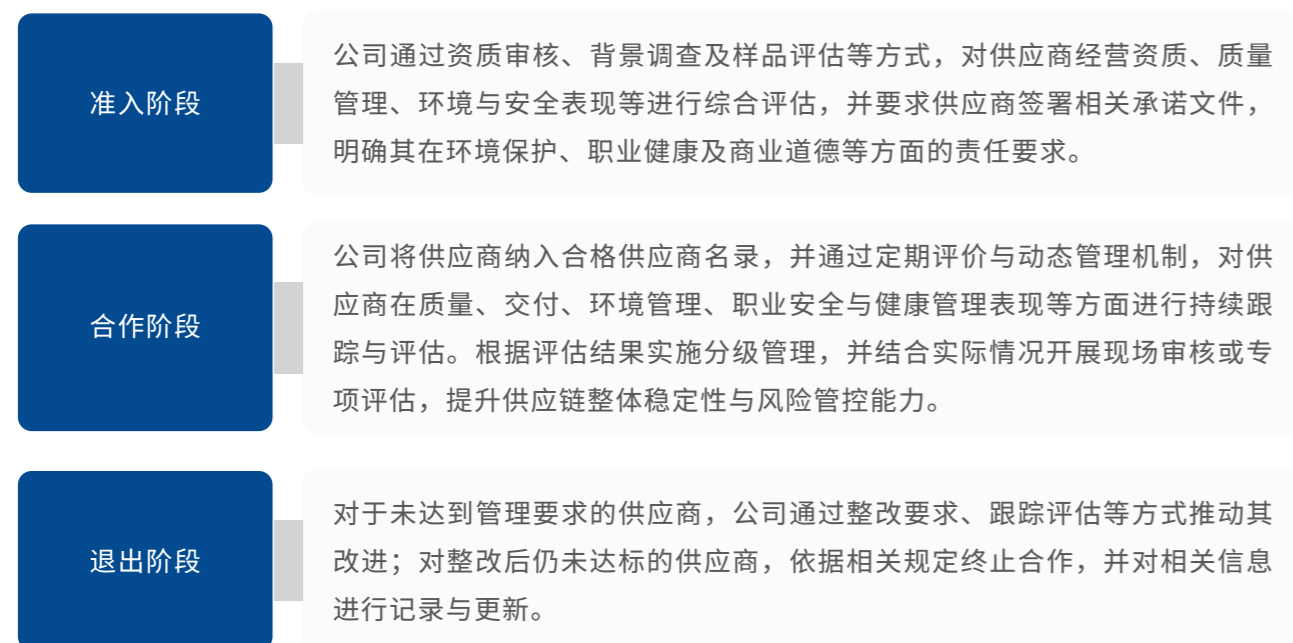 准入阶段
公司通过资质审核、背景调查及样品评估等方式，对供应商经营资质、质量
管理、环境与安全表现等进行综合评估，并要求供应商签署相关承诺文件，
明确其在环境保护、职业健康及商业道德等方面的责任要求。
合作阶段
公司将供应商纳入合格供应商名录，并通过定期评价与动态管理机制，对供
应商在质量、交付、环境管理、职业安全与健康管理表现等方面进行持续跟
踪与评估。根据评估结果实施分级管理，并结合实际情况开展现场审核或专
项评估，提升供应链整体稳定性与风险管控能力。
退出阶段
对于未达到管理要求的供应商，公司通过整改要求、跟踪评估等方式推动其
改进；对整改后仍未达标的供应商，依据相关规定终止合作，并对相关信息
进行记录与更新。